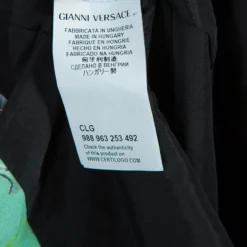 GIANNI VERSACE
FABBRICATA IN UNGHERIA
MADE IN HUNGARY
FABRIQUÉ EN HONGRIE
HECHO EN HUNGRIA
FABRICADO NA HUNGRIA
匈牙利制造
СДЕЛАНО В ВЕНГРИИ
ハンガリー製
CLG
988 963 253 492
Check the authenticity
of this product on
WWW.CERTILOGO.COM